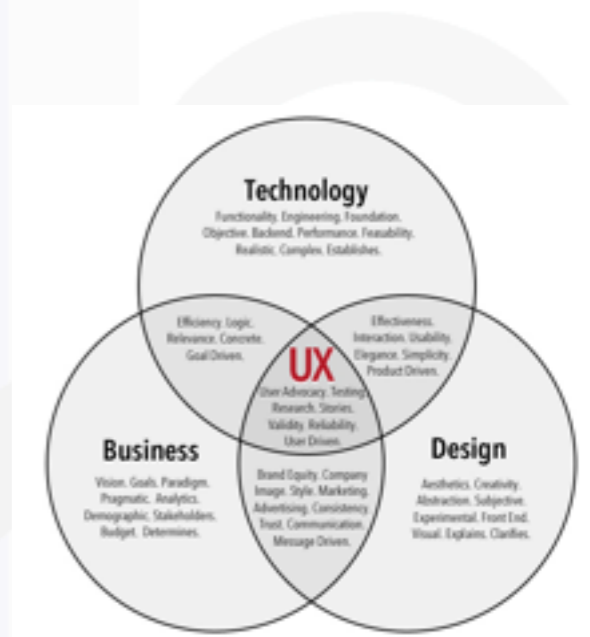 Technology
Functionality. Engineering. Foundation.
Objective. Backend. Performance. Feasability.
Realistic. Complex. Establishes.
Efficiency. Logic.
Relevance. Concrete.
Goal Driven.
Effectiveness.
Interaction. Usability.
Elegance. Simplicity.
Product Driven.
UX
User Advocacy. Testing.
Research. Stories.
Validity. Reliability.
User Driven.
Business
Vision. Goals. Paradigm.
Pragmatic. Analytics.
Demographic. Stakeholders.
Budget. Determines.
Brand Equity. Company
Image. Style. Marketing.
Advertising. Consistency.
Trust. Communication.
Message Driven.
Design
Aesthetics. Creativity.
Abstraction. Subjective.
Experimental. Front End.
Visual. Explains. Clarifies.